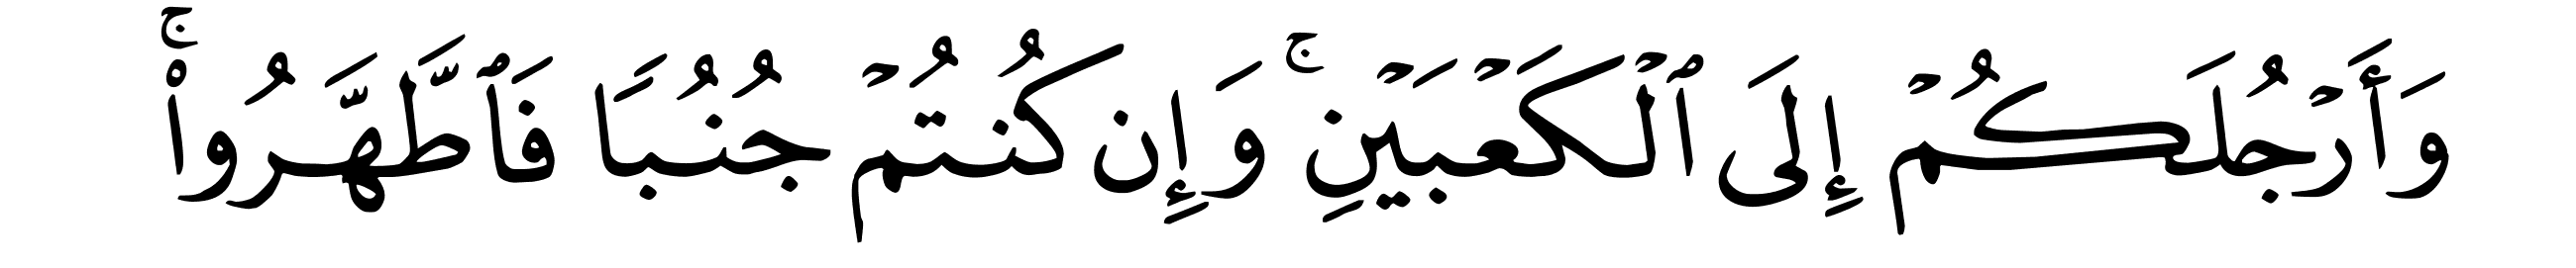 وَأَرْجُلَكُمْ إِلَى ٱلْكَعْبَيْنِ ۚ وَإِن كُنتُمْ جُنُبًا فَٱطَّهَّرُوا۟ ۚ